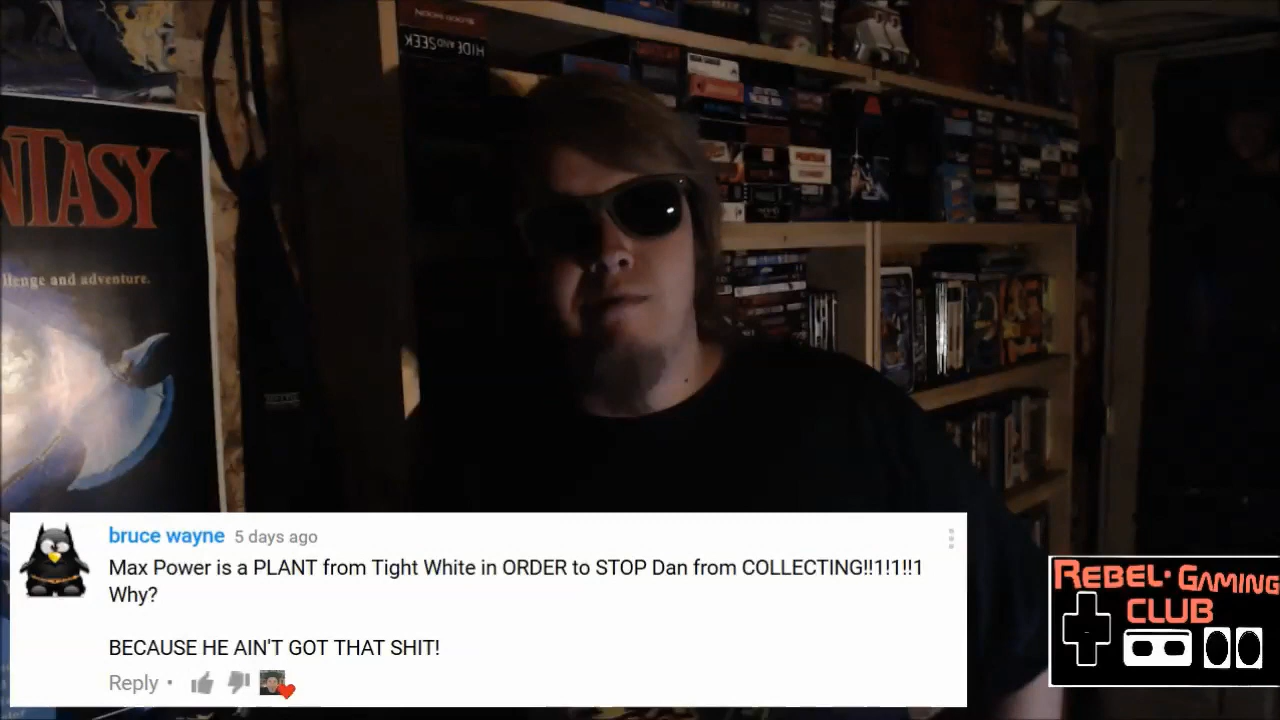 HIDE AND SEEK
NTASY
llenge and adventure.
bruce wayne 5 days ago
Max Power is a PLANT from Tight White in ORDER to STOP Dan from COLLECTING!!1!1!!1
Why?
BECAUSE HE AIN'T GOT THAT SHIT!
Reply
REBEL·GAMING
CLUB